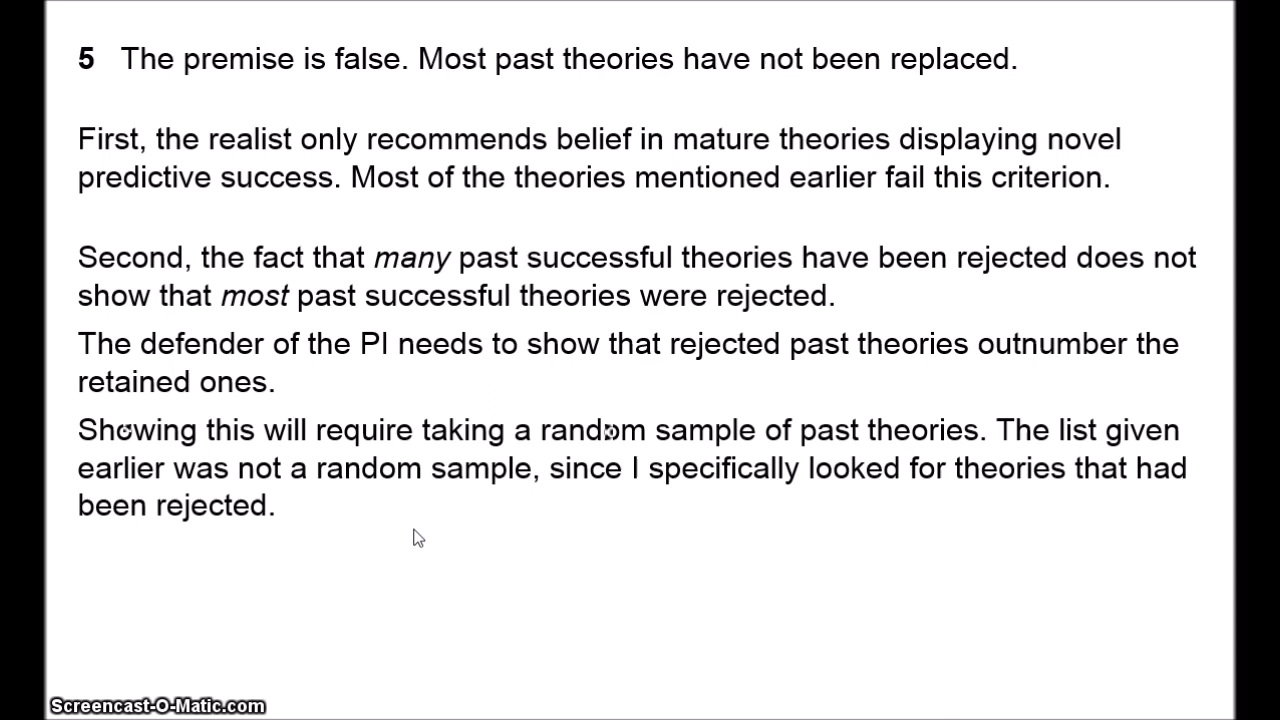 5 The premise is false. Most past theories have not been replaced.
First, the realist only recommends belief in mature theories displaying novel
predictive success. Most of the theories mentioned earlier fail this criterion.
Second, the fact that many past successful theories have been rejected does not
show that most past successful theories were rejected.
The defender of the PI needs to show that rejected past theories outnumber the
retained ones.
Showing this will require taking a random sample of past theories. The list given
earlier was not a random sample, since I specifically looked for theories that had
been rejected.
Screencast-O-Matic.com